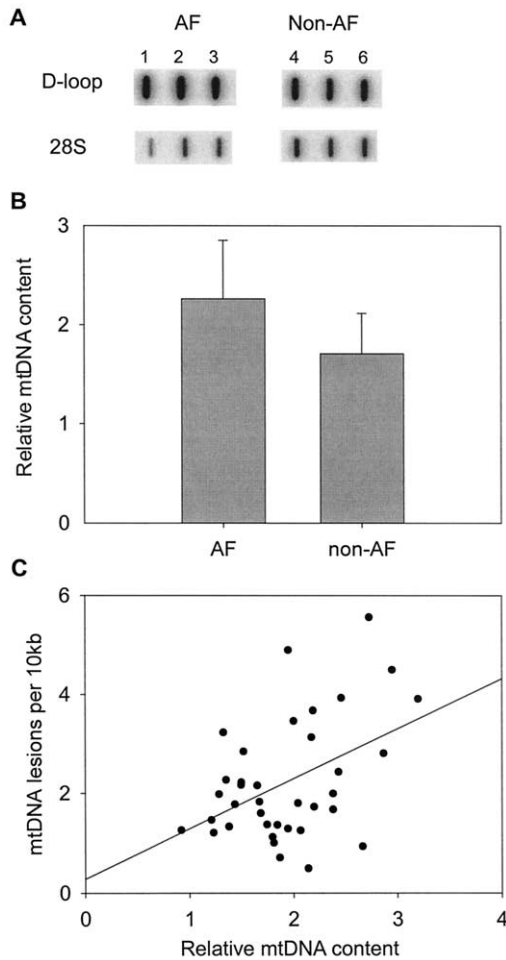 A
AF Non-AF
1 2 3 4 5 6
D-loop
28S
B
Relative mtDNA content
3
2
1
0
AF non-AF
C
mtDNA lesions per 10kb
6
4
2
0
0 1 2 3 4
Relative mtDNA content